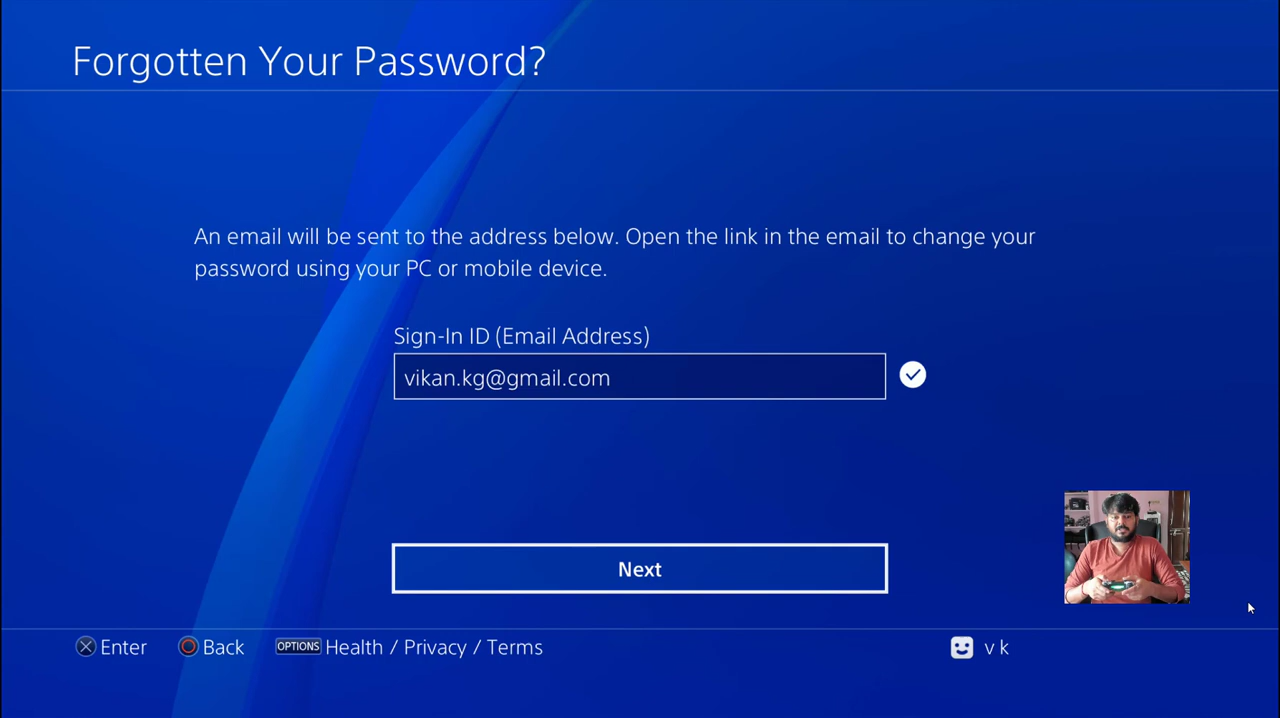 Forgotten Your Password?
An email will be sent to the address below. Open the link in the email to change your
password using your PC or mobile device.
Sign-In ID (Email Address)
vikan.kg@gmail.com
Next
Enter Back OPTIONS Health / Privacy / Terms v k